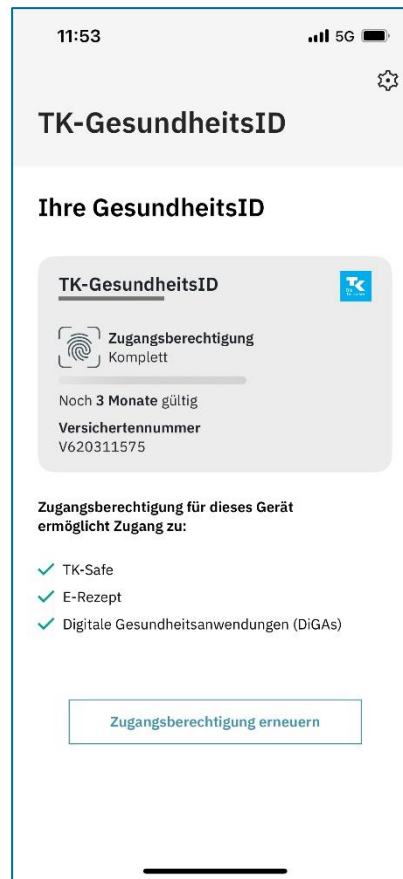 11:53
5G
TK-GesundheitsID
Ihre GesundheitsID
TK-GesundheitsID
TK
Zugangsberechtigung
Komplett
Noch 3 Monate gültig
Versichertennummer
V620311575
Zugangsberechtigung für dieses Gerät
ermöglicht Zugang zu:
TK-Safe
E-Rezept
Digitale Gesundheitsanwendungen (DiGAs)
Zugangsberechtigung erneuern